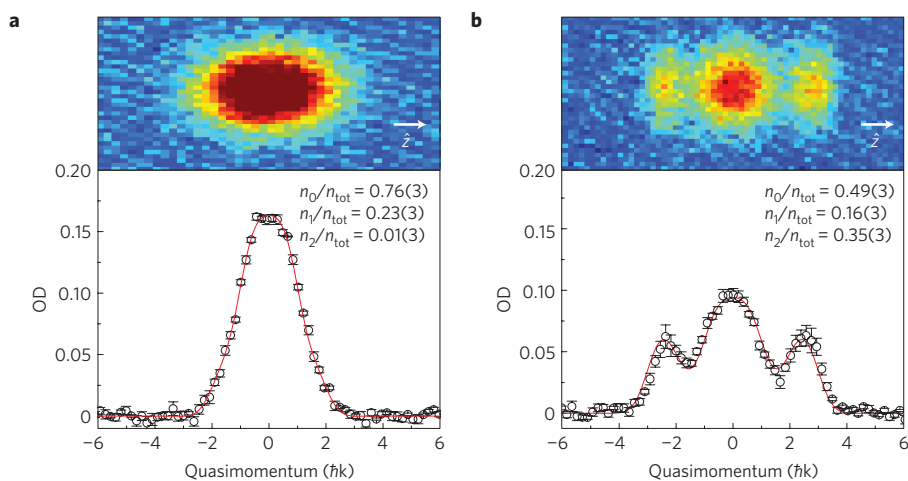 a
ẑ
0.20
0.15
0.10
0.05
0
OD
n₀/nₜₒₜ = 0.76(3)
n₁/nₜₒₜ = 0.23(3)
n₂/nₜₒₜ = 0.01(3)
−6 −4 −2 0 2 4 6
Quasimomentum (ħk)
b
ẑ
0.20
0.15
0.10
0.05
0
OD
n₀/nₜₒₜ = 0.49(3)
n₁/nₜₒₜ = 0.16(3)
n₂/nₜₒₜ = 0.35(3)
−6 −4 −2 0 2 4 6
Quasimomentum (ħk)